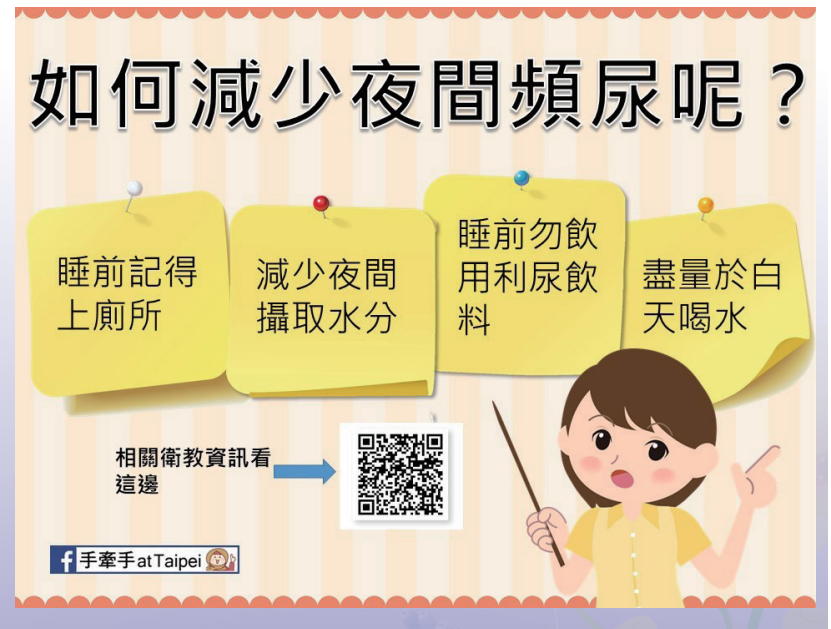 如何減少夜間頻尿呢？
睡前記得
上廁所
減少夜間
攝取水分
睡前勿飲
用利尿飲
料
盡量於白
天喝水
相關衛教資訊看
這邊
f 手牽手atTaipei